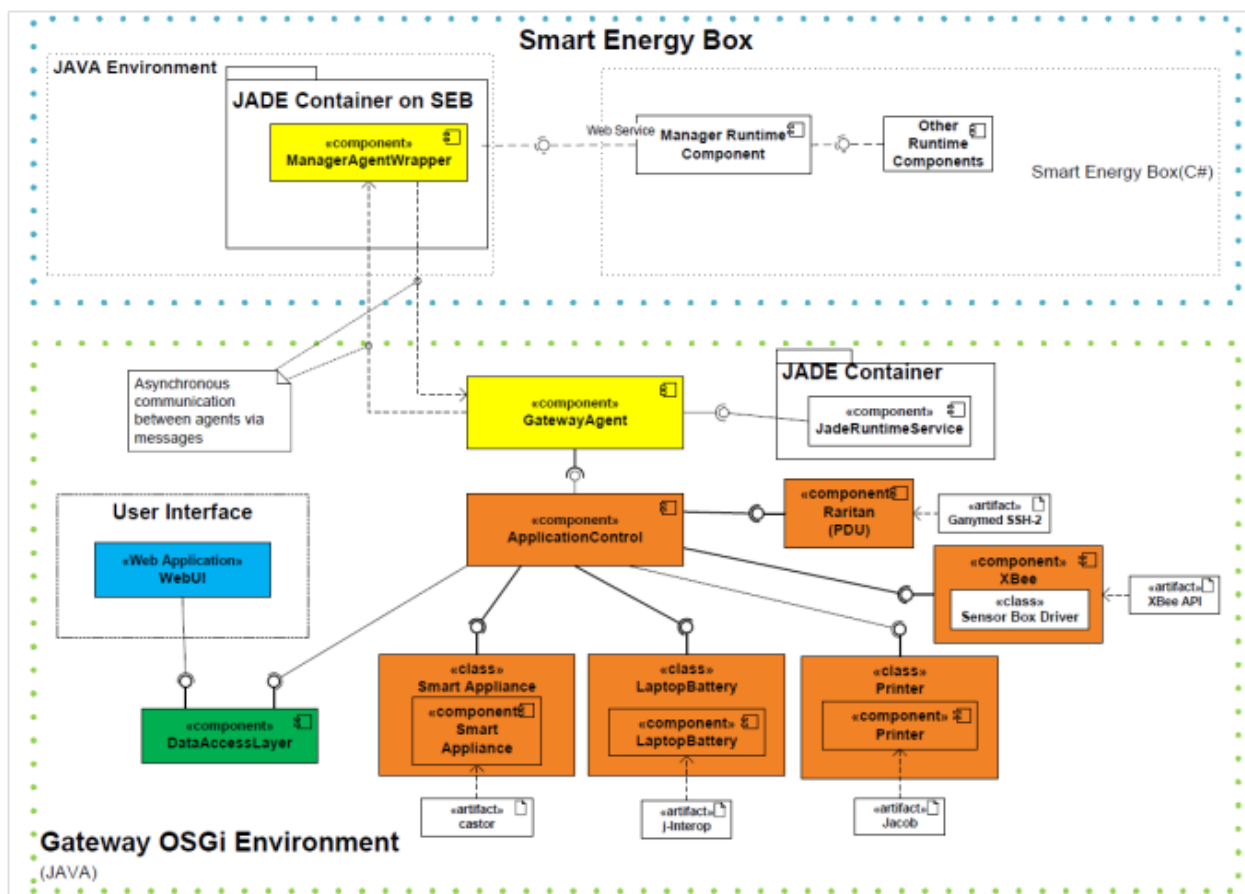 Smart Energy Box
JAVA Environment
JADE Container on SEB
«component»
ManagerAgentWrapper
Web Service
Manager Runtime
Component
Other
Runtime
Components
Smart Energy Box(C#)
Asynchronous
communication
between agents via
messages
«component»
GatewayAgent
JADE Container
«component»
JadeRuntimeService
User Interface
«Web Application»
WebUI
«component»
ApplicationControl
«component»
Raritan
(PDU)
«artifact»
Ganymed SSH-2
«component»
XBee
«class»
Sensor Box Driver
«artifact»
XBee API
«component»
DataAccessLayer
«class»
Smart Appliance
«component»
Smart
Appliance
«class»
LaptopBattery
«component»
LaptopBattery
«class»
Printer
«component»
Printer
«artifact»
castor
«artifact»
j-Interop
«artifact»
Jacob
Gateway OSGi Environment
(JAVA)